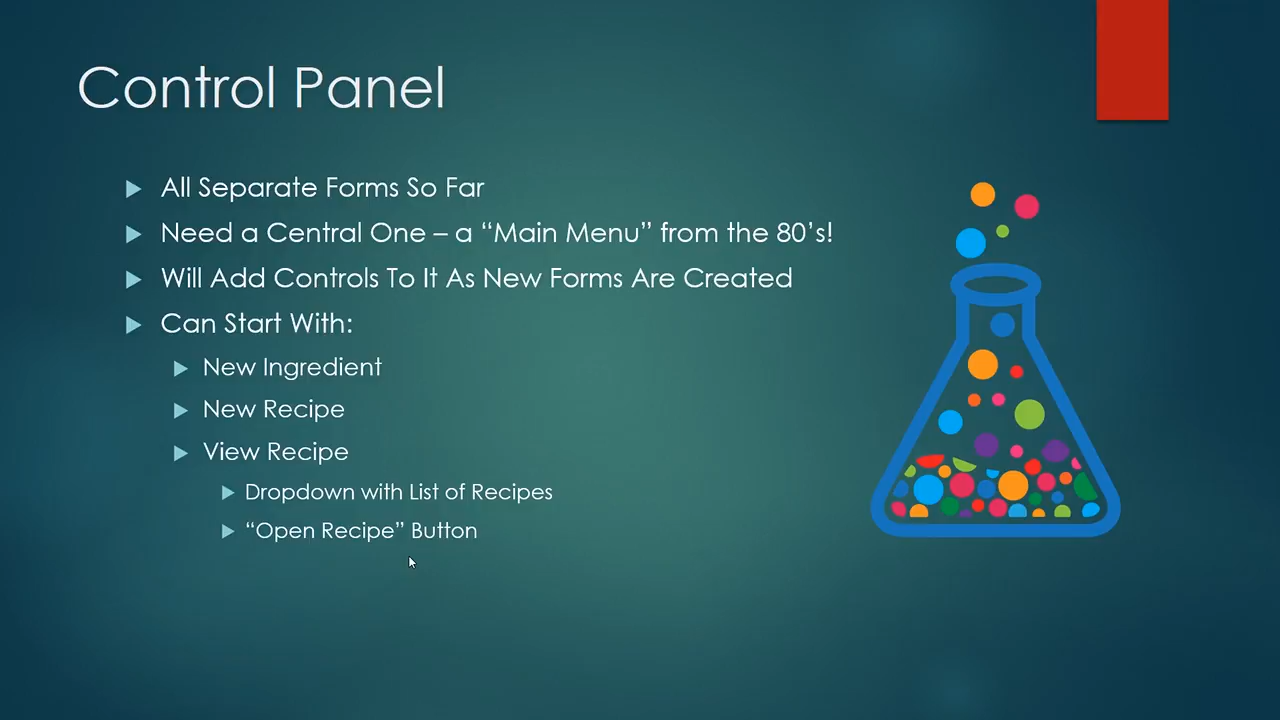 Control Panel
All Separate Forms So Far
Need a Central One – a “Main Menu” from the 80’s!
Will Add Controls To It As New Forms Are Created
Can Start With:
New Ingredient
New Recipe
View Recipe
Dropdown with List of Recipes
“Open Recipe” Button